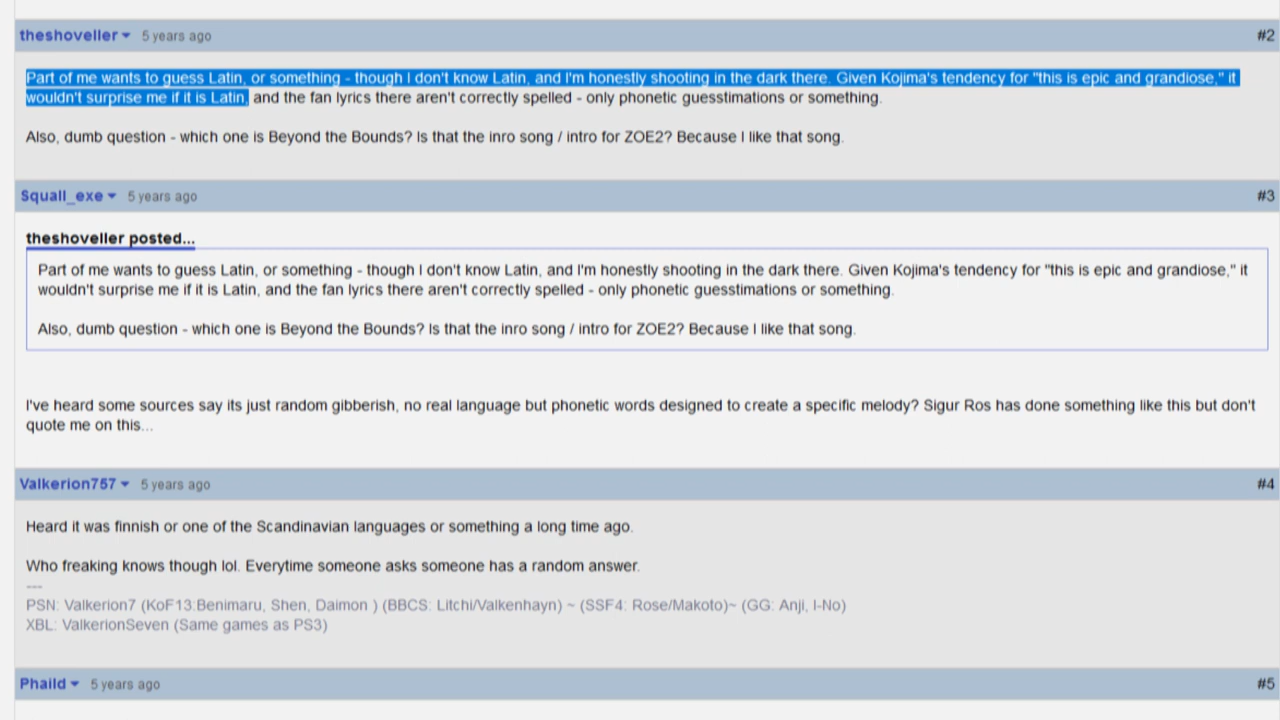 theshoveller 5 years ago #2
Part of me wants to guess Latin, or something - though I don't know Latin, and I'm honestly shooting in the dark there. Given Kojima's tendency for "this is epic and grandiose," it
wouldn't surprise me if it is Latin, and the fan lyrics there aren't correctly spelled - only phonetic guesstimations or something.
Also, dumb question - which one is Beyond the Bounds? Is that the inro song / intro for ZOE2? Because I like that song.
Squall_exe 5 years ago #3
theshoveller posted...
Part of me wants to guess Latin, or something - though I don't know Latin, and I'm honestly shooting in the dark there. Given Kojima's tendency for "this is epic and grandiose," it
wouldn't surprise me if it is Latin, and the fan lyrics there aren't correctly spelled - only phonetic guesstimations or something.
Also, dumb question - which one is Beyond the Bounds? Is that the inro song / intro for ZOE2? Because I like that song.
I've heard some sources say its just random gibberish, no real language but phonetic words designed to create a specific melody? Sigur Ros has done something like this but don't
quote me on this...
Valkerion757 5 years ago #4
Heard it was finnish or one of the Scandinavian languages or something a long time ago.
Who freaking knows though lol. Everytime someone asks someone has a random answer.
---
PSN: Valkerion7 (KoF13:Benimaru, Shen, Daimon ) (BBCS: Litchi/Valkenhayn) ~ (SSF4: Rose/Makoto)~ (GG: Anji, I-No)
XBL: ValkerionSeven (Same games as PS3)
Phaild 5 years ago #5